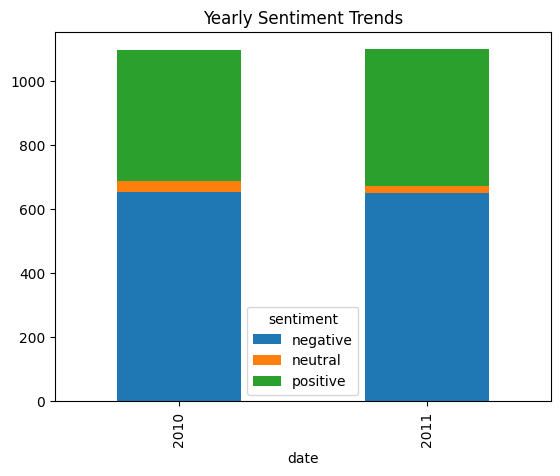 Yearly Sentiment Trends
1000
800
600
400
200
0
sentiment
negative
neutral
positive
2010
2011
date